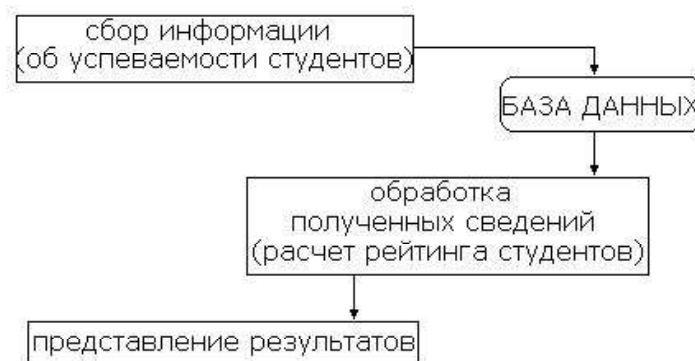 сбор информации
(об успеваемости студентов)
БАЗА ДАННЫХ
обработка
полученных сведений
(расчет рейтинга студентов)
представление результатов